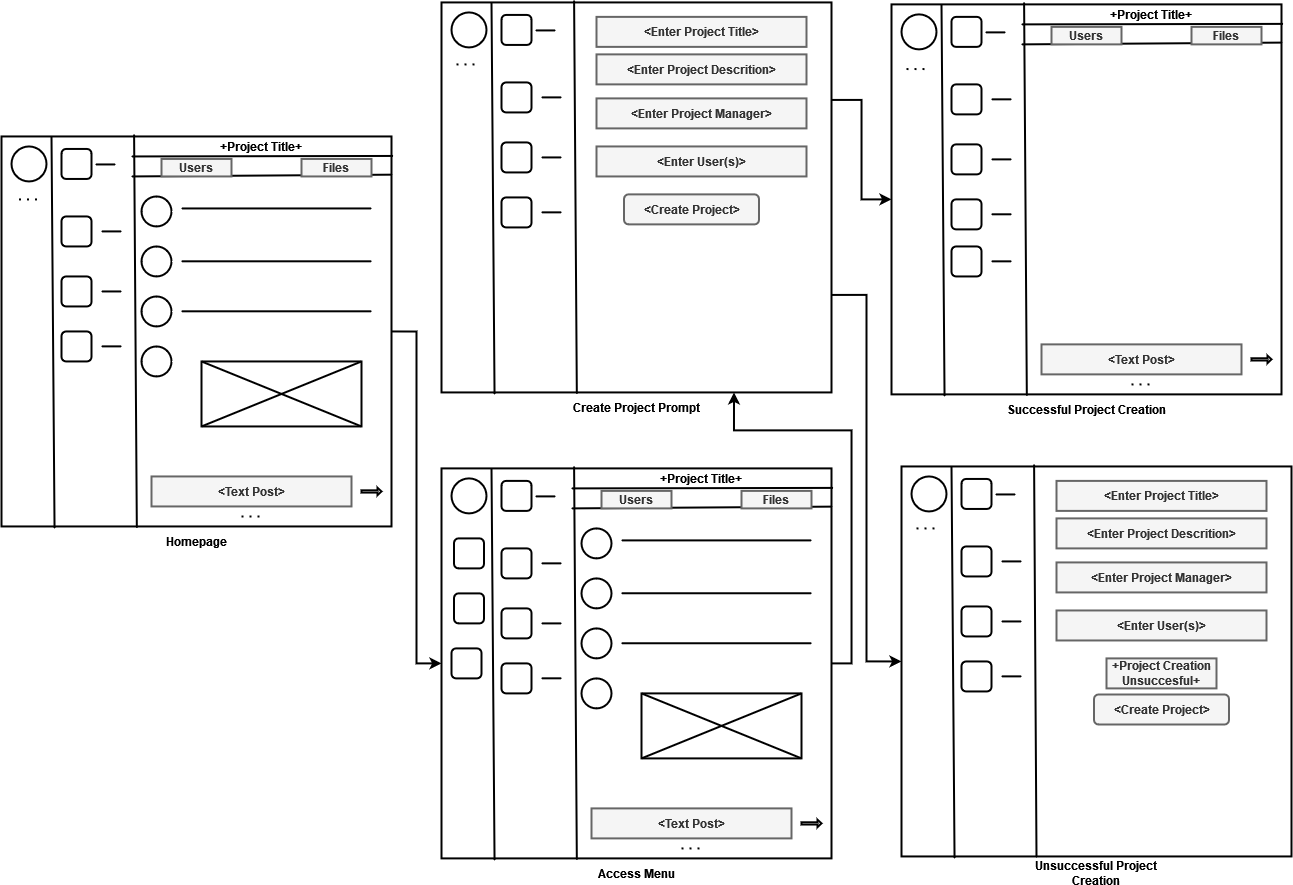 +Project Title+
Users
Files
. . .
<Text Post>
. . .
Homepage
. . .
<Enter Project Title>
<Enter Project Descrition>
<Enter Project Manager>
<Enter User(s)>
<Create Project>
Create Project Prompt
+Project Title+
Users
Files
. . .
<Text Post>
. . .
Successful Project Creation
+Project Title+
Users
Files
<Text Post>
. . .
Access Menu
. . .
<Enter Project Title>
<Enter Project Descrition>
<Enter Project Manager>
<Enter User(s)>
+Project Creation
Unsuccesful+
<Create Project>
Unsuccessful Project
Creation